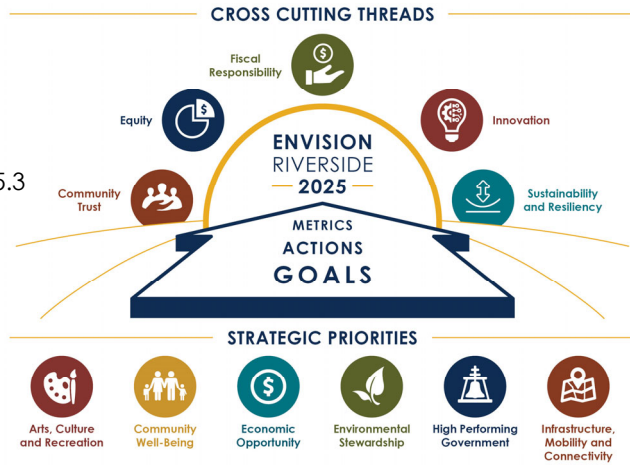 CROSS CUTTING THREADS
Fiscal
Responsibility
$
Equity
$
Innovation
ENVISION
RIVERSIDE
2025
5.3
Community
Trust
Sustainability
and Resiliency
METRICS
ACTIONS
GOALS
STRATEGIC PRIORITIES
$
Arts, Culture
and Recreation
Community
Well-Being
Economic
Opportunity
Environmental
Stewardship
High Performing
Government
Infrastructure,
Mobility and
Connectivity